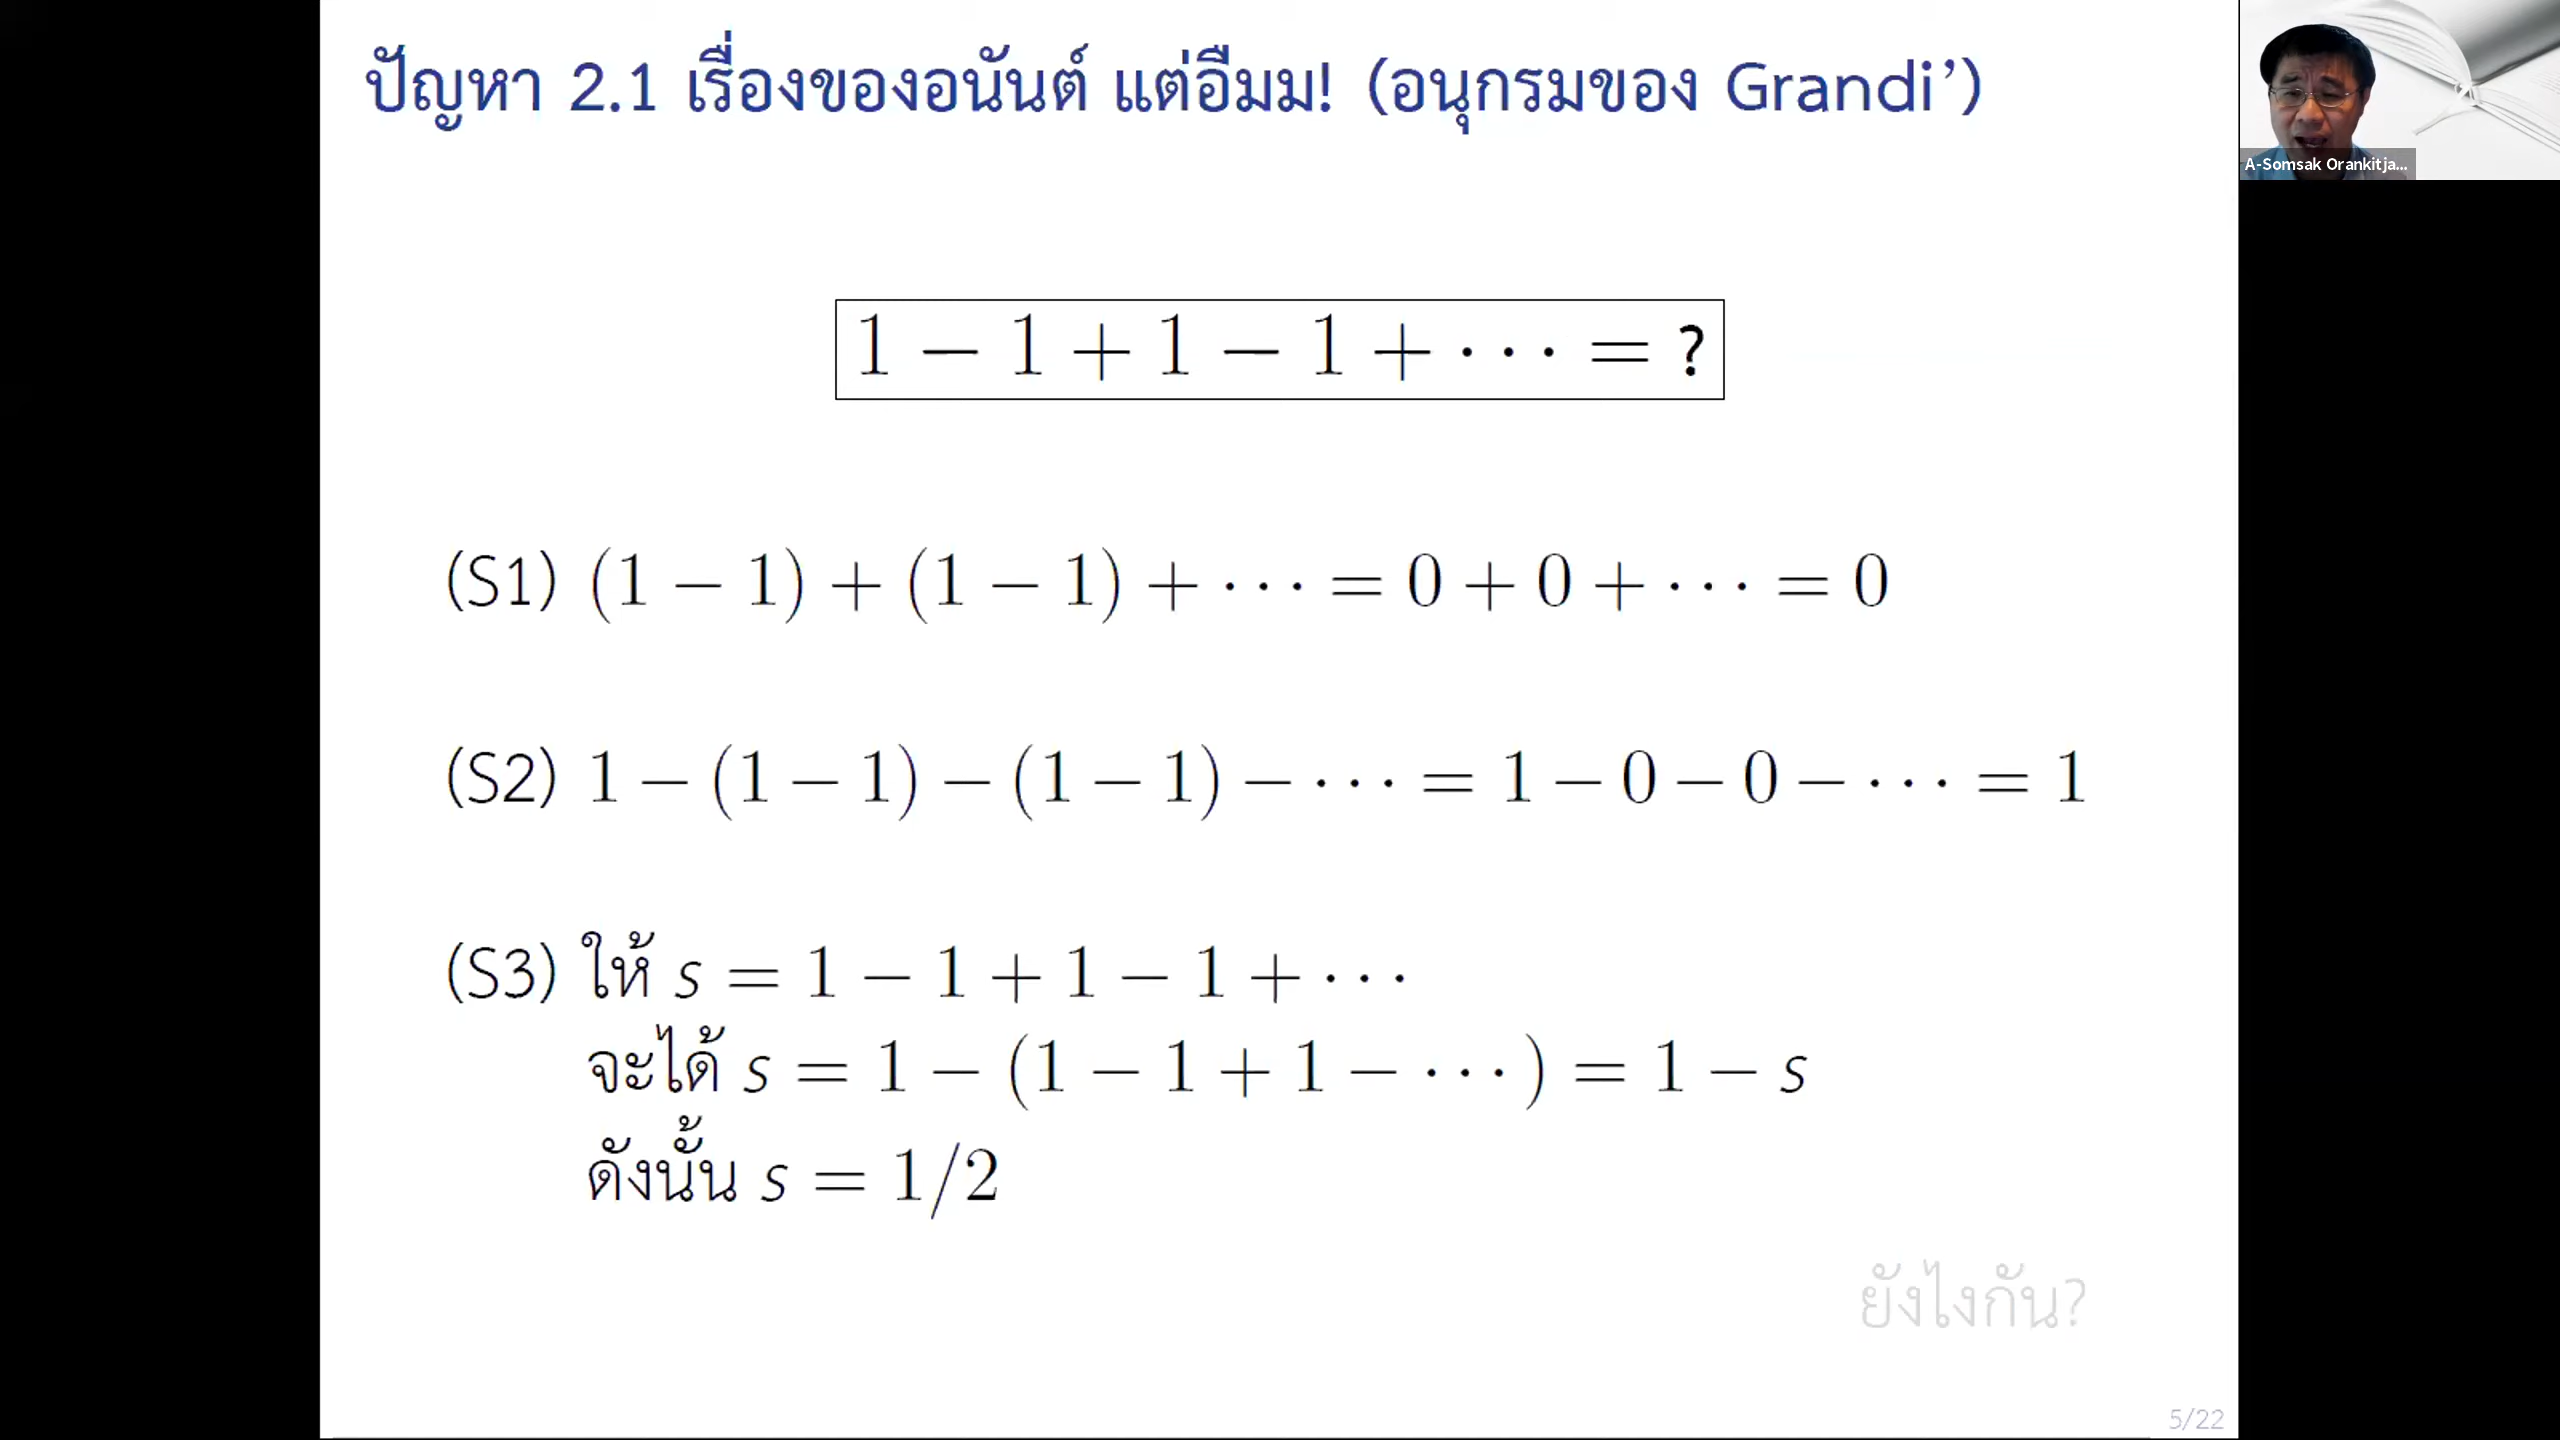 ปัญหา 2.1 เรื่องของอนันต์ แต่อืมม! (อนุกรมของ Grandi’)
A-Somsak Orankitja...
1 − 1 + 1 − 1 + ··· = ?
(S1) (1 − 1) + (1 − 1) + ··· = 0 + 0 + ··· = 0
(S2) 1 − (1 − 1) − (1 − 1) − ··· = 1 − 0 − 0 − ··· = 1
(S3) ให้ s = 1 − 1 + 1 − 1 + ···
จะได้ s = 1 − (1 − 1 + 1 − ···) = 1 − s
ดังนั้น s = 1/2
ยังไงกัน?
5/22